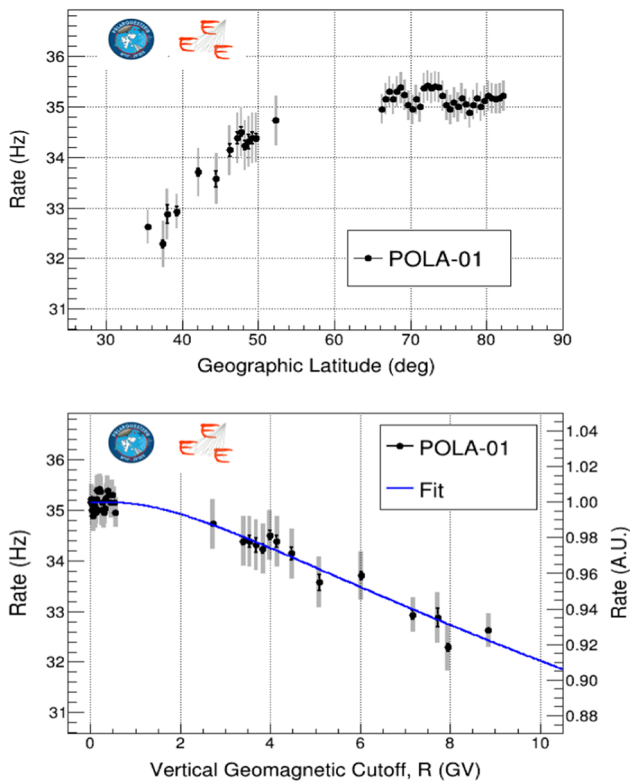 36
35
34
33
32
31
Rate (Hz)
POLA-01
30 40 50 60 70 80 90
Geographic Latitude (deg)
36
35
34
33
32
31
Rate (Hz)
POLA-01
Fit
1.04
1.02
1.00
0.98
0.96
0.94
0.92
0.90
0.88
Rate (A.U.)
0 2 4 6 8 10
Vertical Geomagnetic Cutoff, R (GV)